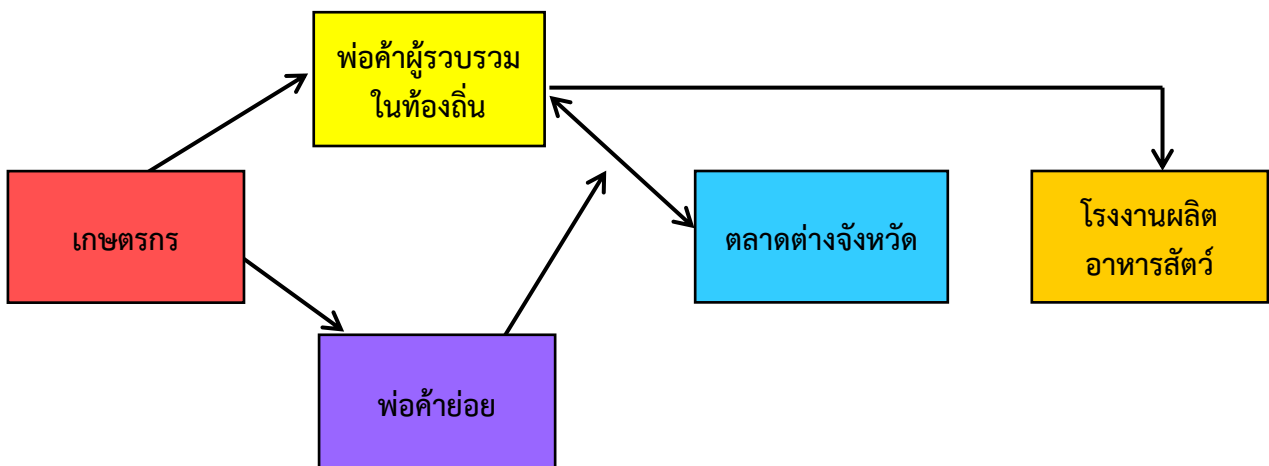 พ่อค้าผู้รวบรวม
ในท้องถิ่น
เกษตรกร
ตลาดต่างจังหวัด
โรงงานผลิต
อาหารสัตว์
พ่อค้าย่อย